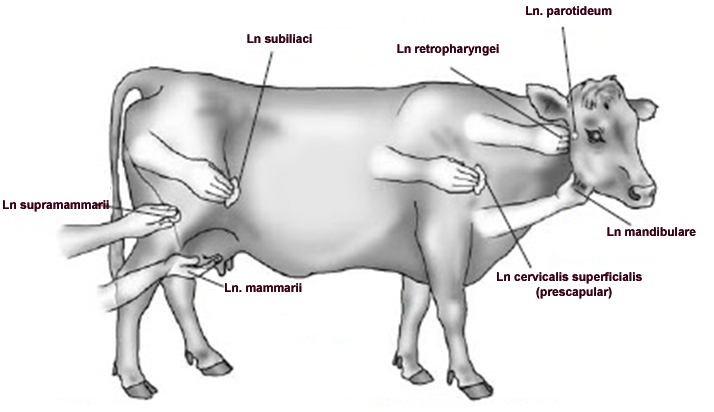 Ln. parotideum
Ln subiliaci
Ln retropharyngei
Ln supramammarii
Ln mandibulare
Ln cervicalis superficialis
(prescapular)
Ln. mammarii